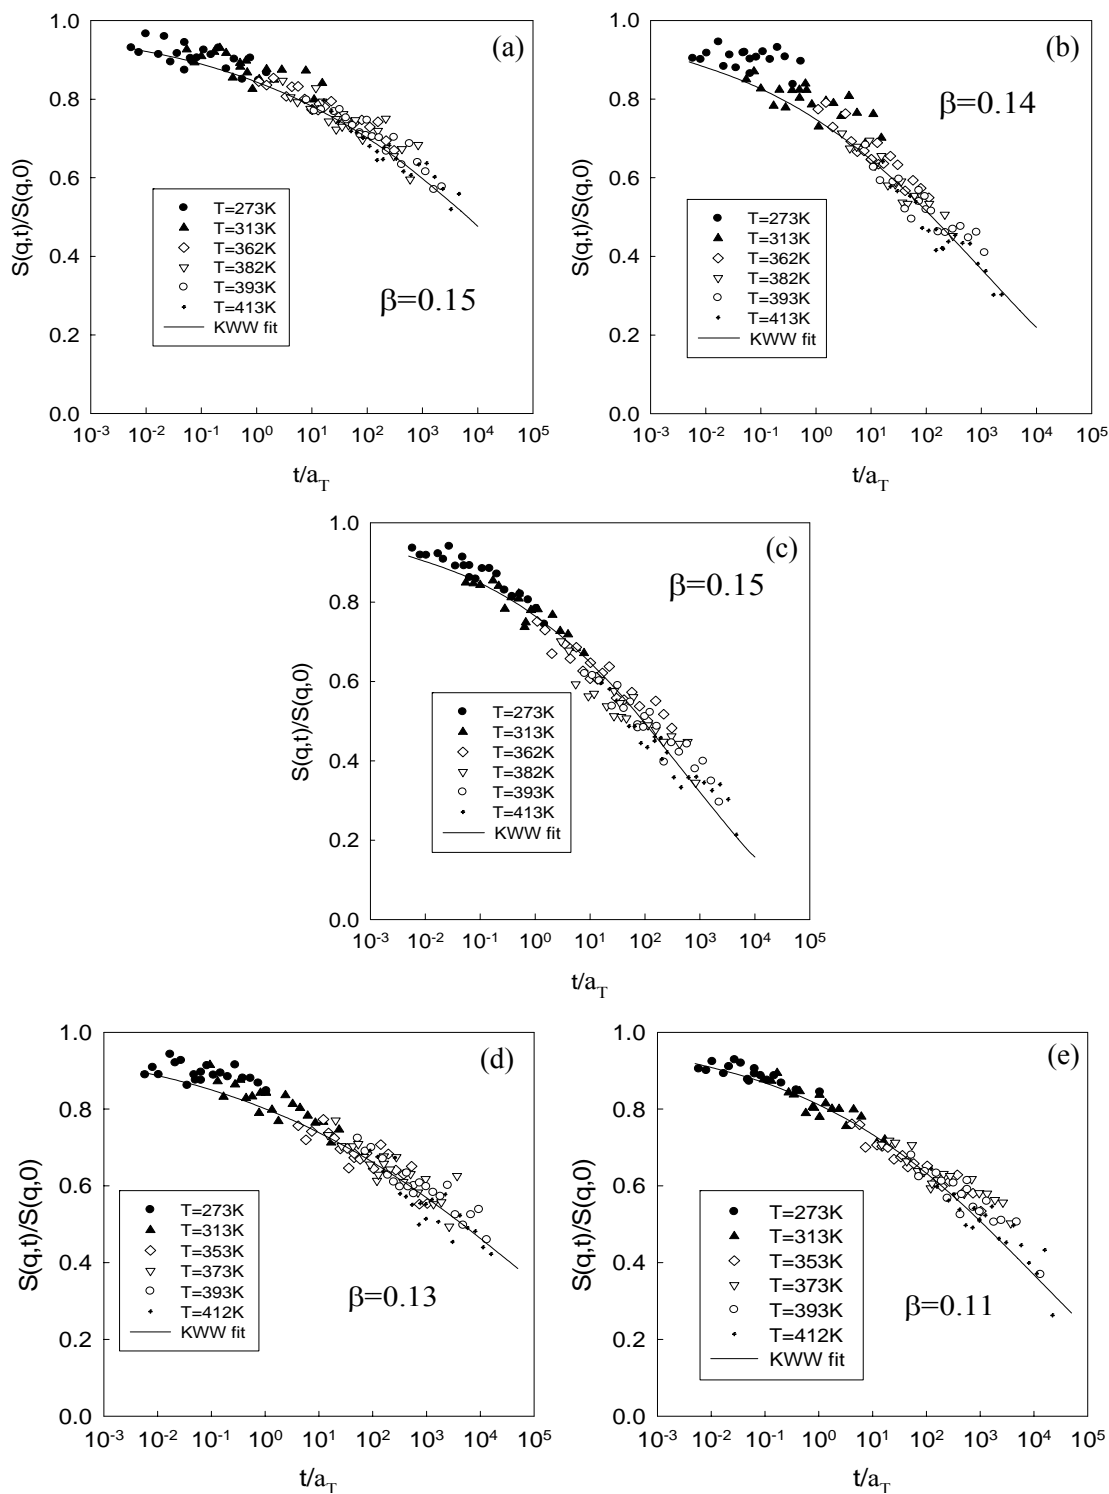 (a)
1.0
0.8
0.6
0.4
0.2
0.0
S(q,t)/S(q,0)
T=273K
T=313K
T=362K
T=382K
T=393K
T=413K
KWW fit
β=0.15
10⁻³ 10⁻² 10⁻¹ 10⁰ 10¹ 10² 10³ 10⁴ 10⁵
t/a_T
(b)
1.0
0.8
0.6
0.4
0.2
0.0
S(q,t)/S(q,0)
β=0.14
T=273K
T=313K
T=362K
T=382K
T=393K
T=413K
KWW fit
10⁻³ 10⁻² 10⁻¹ 10⁰ 10¹ 10² 10³ 10⁴ 10⁵
t/a_T
(c)
1.0
0.8
0.6
0.4
0.2
0.0
S(q,t)/S(q,0)
β=0.15
T=273K
T=313K
T=362K
T=382K
T=393K
T=413K
KWW fit
10⁻³ 10⁻² 10⁻¹ 10⁰ 10¹ 10² 10³ 10⁴ 10⁵
t/a_T
(d)
1.0
0.8
0.6
0.4
0.2
0.0
S(q,t)/S(q,0)
T=273K
T=313K
T=353K
T=373K
T=393K
T=412K
KWW fit
β=0.13
10⁻³ 10⁻² 10⁻¹ 10⁰ 10¹ 10² 10³ 10⁴ 10⁵
t/a_T
(e)
1.0
0.8
0.6
0.4
0.2
0.0
S(q,t)/S(q,0)
T=273K
T=313K
T=353K
T=373K
T=393K
T=412K
KWW fit
β=0.11
10⁻³ 10⁻² 10⁻¹ 10⁰ 10¹ 10² 10³ 10⁴ 10⁵
t/a_T